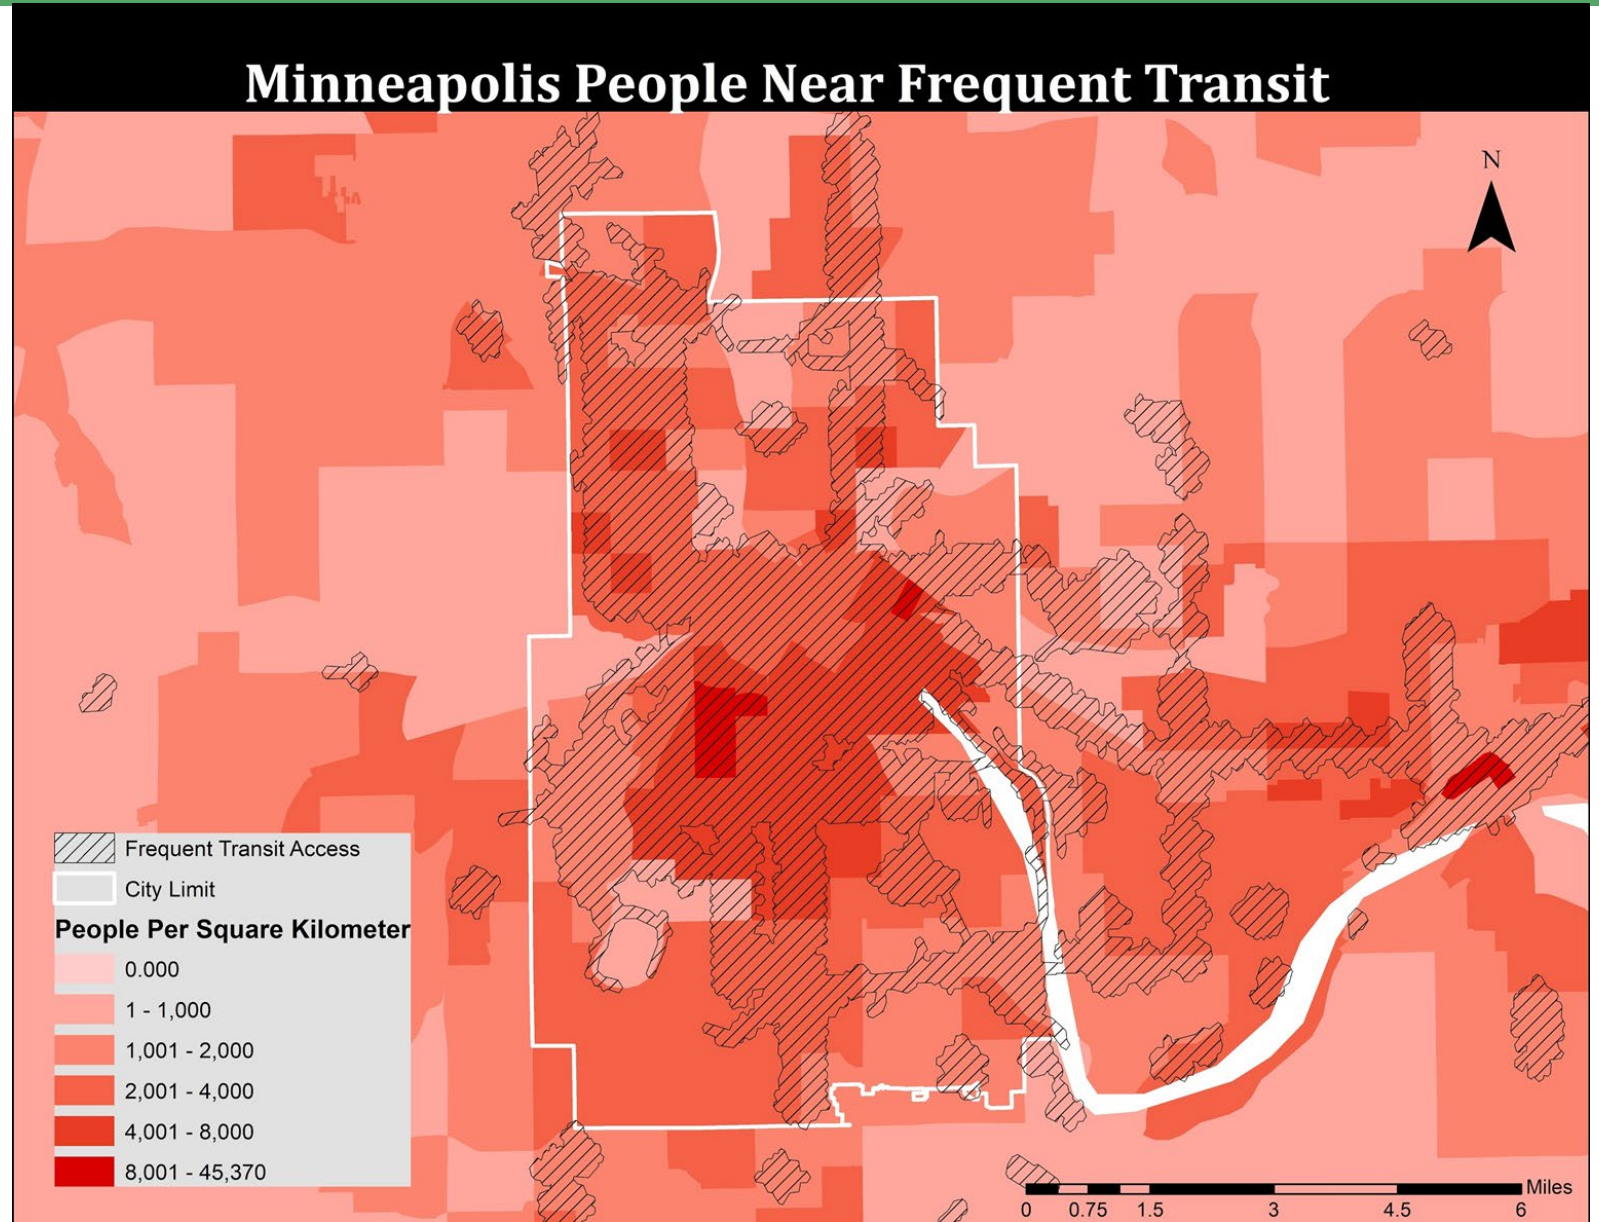 Minneapolis People Near Frequent Transit
N
Frequent Transit Access
City Limit
People Per Square Kilometer
0.000
1 - 1,000
1,001 - 2,000
2,001 - 4,000
4,001 - 8,000
8,001 - 45,370
Miles
0 0.75 1.5 3 4.5 6